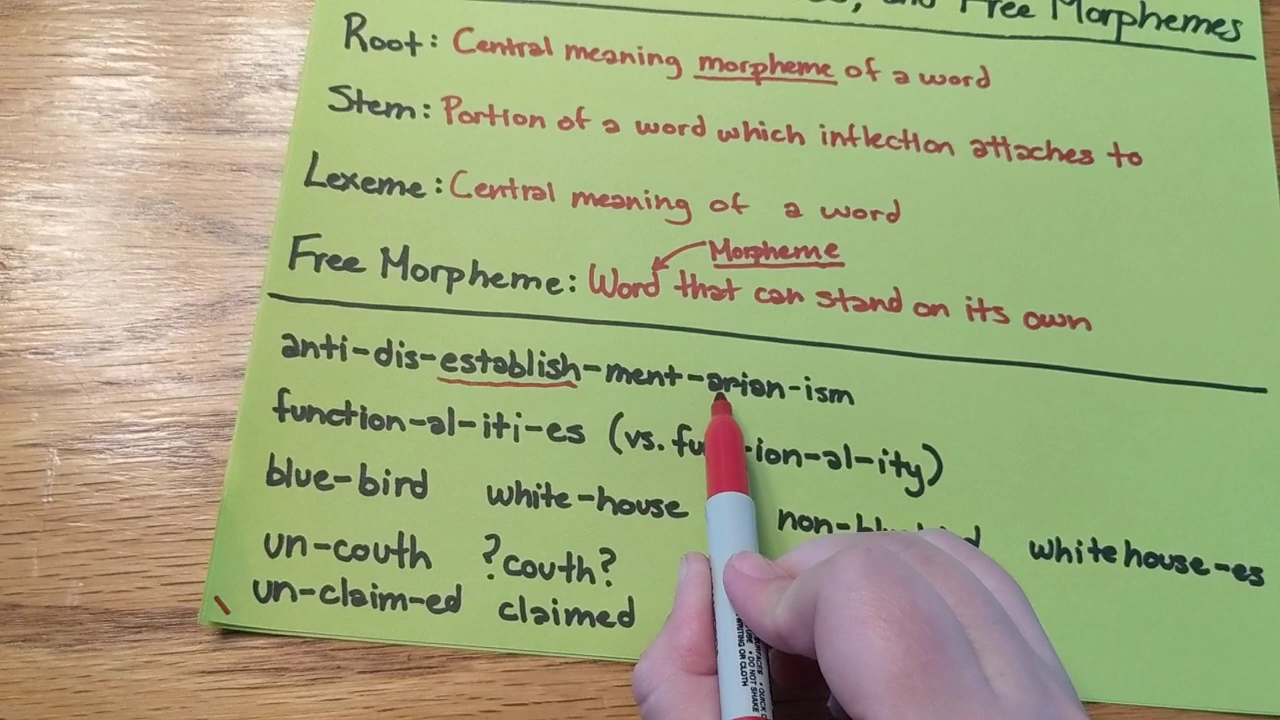 , and Free Morphemes
Root: Central meaning morpheme of a word
Stem: Portion of a word which inflection attaches to
Lexeme: Central meaning of a word
Morpheme
Free Morpheme: Word that can stand on its own
anti-dis-establish-ment-arian-ism
function-al-iti-es (vs. fu ion-al-ity)
blue-bird white-house non- whitehouse-es
un-couth ?couth?
un-claim-ed claimed